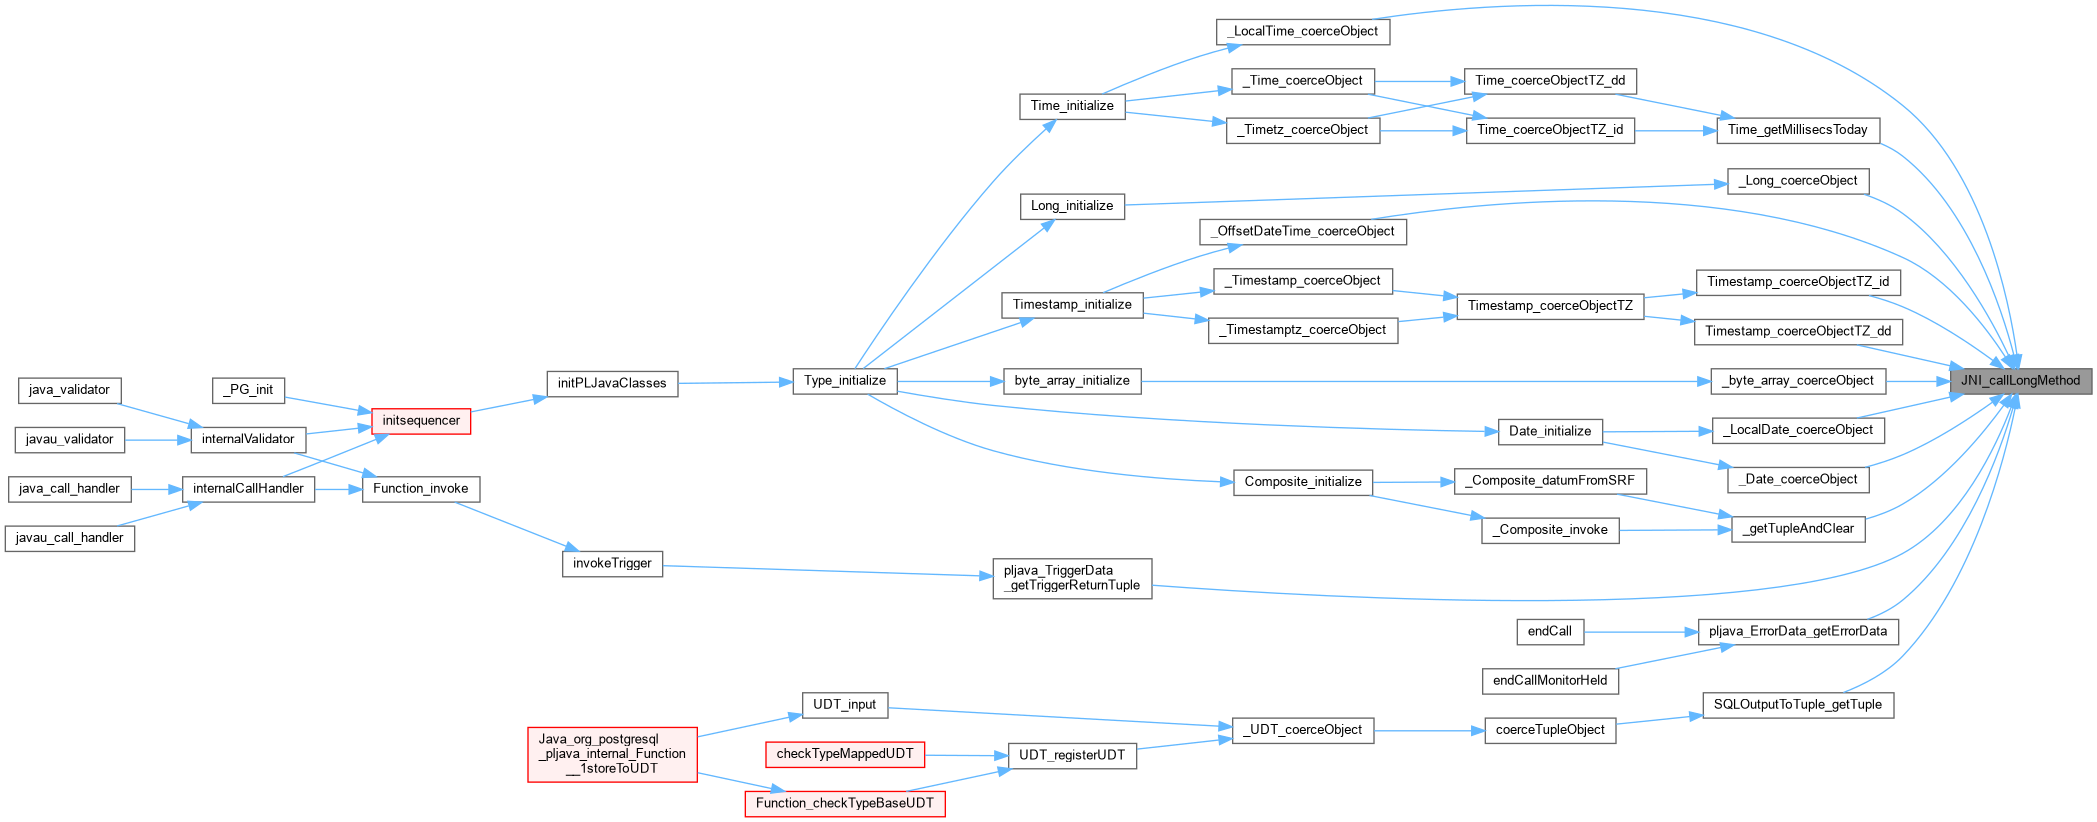 _LocalTime_coerceObject
_Time_coerceObject
Time_coerceObjectTZ_dd
Time_initialize
_Timetz_coerceObject
Time_coerceObjectTZ_id
Time_getMillisecsToday
_Long_coerceObject
Long_initialize
_OffsetDateTime_coerceObject
_Timestamp_coerceObject
Timestamp_coerceObjectTZ_id
Timestamp_initialize
Timestamp_coerceObjectTZ
_Timestamptz_coerceObject
Timestamp_coerceObjectTZ_dd
java_validator
_PG_init
initPLJavaClasses
Type_initialize
byte_array_initialize
_byte_array_coerceObject
JNI_callLongMethod
initsequencer
javau_validator
internalValidator
Date_initialize
_LocalDate_coerceObject
java_call_handler
internalCallHandler
Function_invoke
Composite_initialize
_Composite_datumFromSRF
_Date_coerceObject
javau_call_handler
_Composite_invoke
_getTupleAndClear
invokeTrigger
pljava_TriggerData
_getTriggerReturnTuple
endCall
pljava_ErrorData_getErrorData
endCallMonitorHeld
UDT_input
SQLOutputToTuple_getTuple
Java_org_postgresql
_pljava_internal_Function
__1storeToUDT
checkTypeMappedUDT
UDT_registerUDT
_UDT_coerceObject
coerceTupleObject
Function_checkTypeBaseUDT